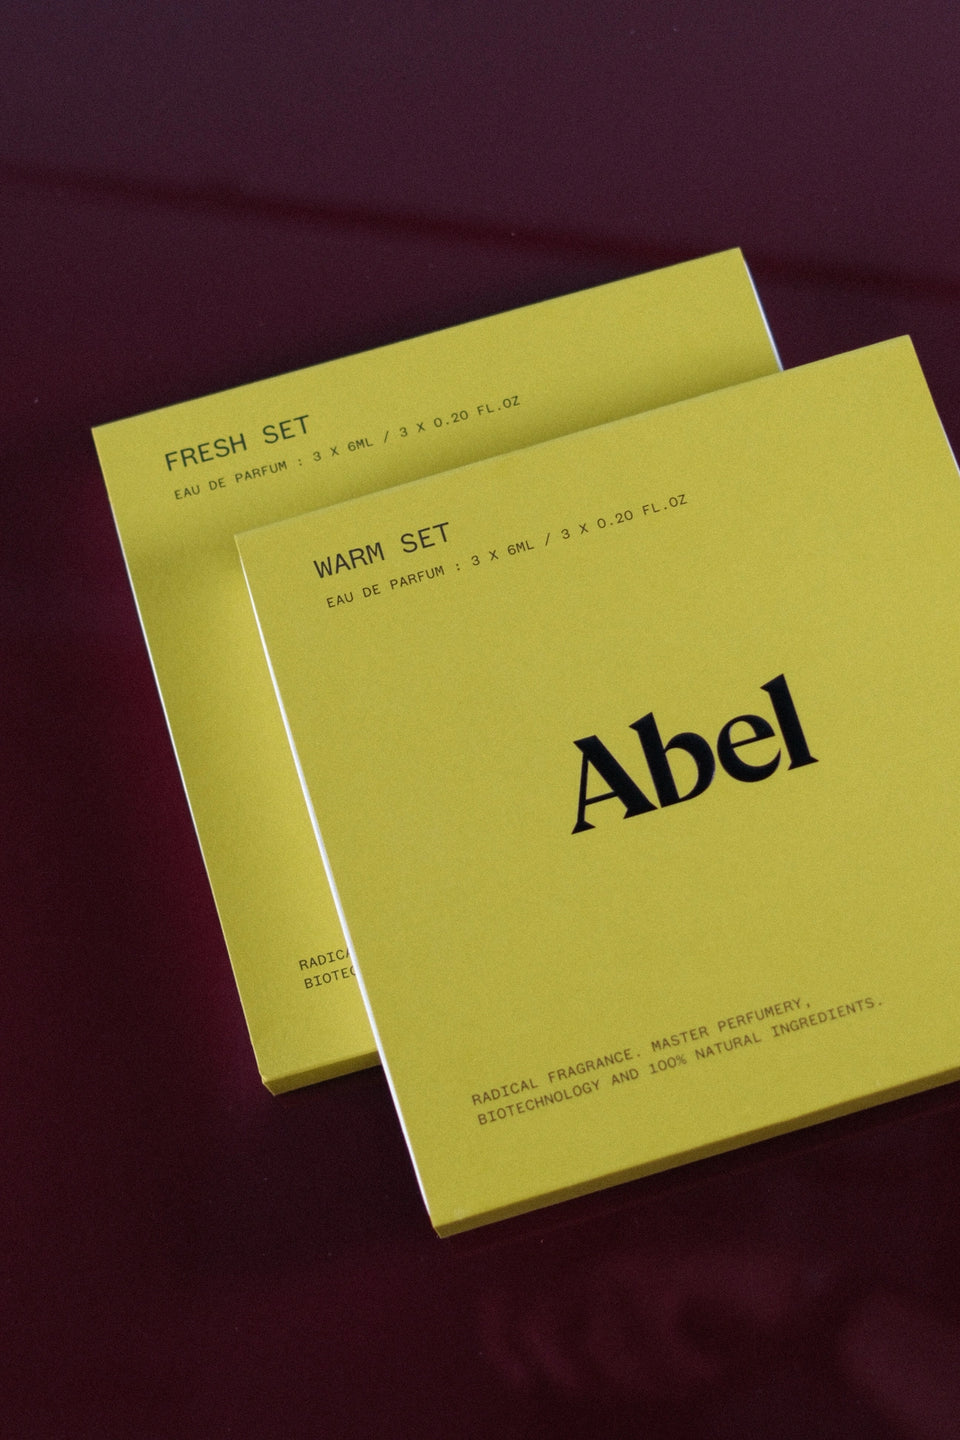 FRESH SET
EAU DE PARFUM : 3 X 6ML / 3 X 0.20 FL.OZ
WARM SET
EAU DE PARFUM : 3 X 6ML / 3 X 0.20 FL.OZ
Abel
RADICAL FRAGRANCE. MASTER PERFUMERY,
BIOTECHNOLOGY AND 100% NATURAL INGREDIENTS.